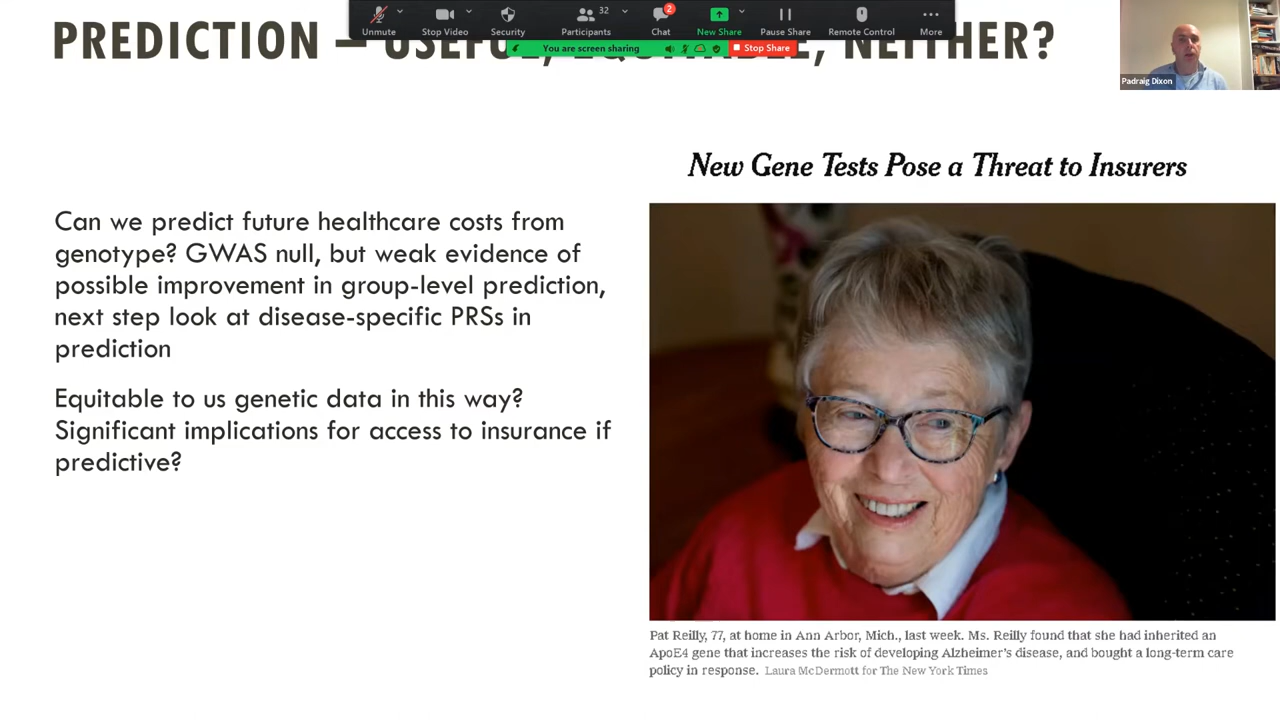 PREDICTION – USEFUL, EQUITABLE, NEITHER?
Unmute
Stop Video
Security
Participants
32
Chat
2
New Share
Pause Share
Remote Control
More
You are screen sharing
Stop Share
Padraig Dixon
New Gene Tests Pose a Threat to Insurers
Can we predict future healthcare costs from
genotype? GWAS null, but weak evidence of
possible improvement in group-level prediction,
next step look at disease-specific PRSs in
prediction
Equitable to us genetic data in this way?
Significant implications for access to insurance if
predictive?
Pat Reilly, 77, at home in Ann Arbor, Mich., last week. Ms. Reilly found that she had inherited an
ApoE4 gene that increases the risk of developing Alzheimer's disease, and bought a long-term care
policy in response. Laura McDermott for The New York Times